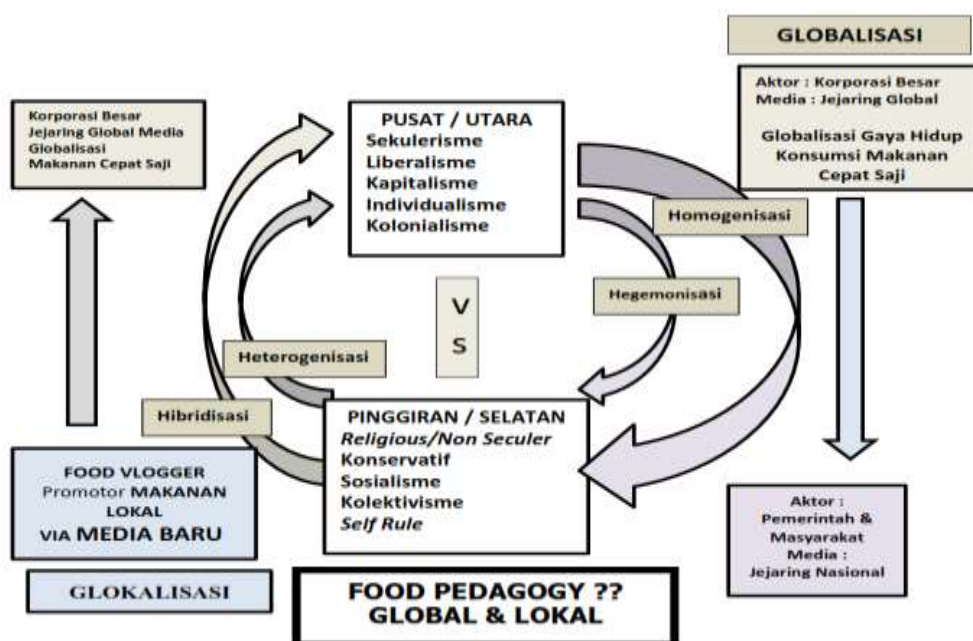 GLOBALISASI
Aktor : Korporasi Besar
Media : Jejaring Global
Globalisasi Gaya Hidup
Konsumsi Makanan
Cepat Saji
Korporasi Besar
Jejaring Global Media
Globalisasi
Makanan Cepat Saji
PUSAT / UTARA
Sekulerisme
Liberalisme
Kapitalisme
Individualisme
Kolonialisme
Homogenisasi
Hegemonisasi
V
S
Heterogenisasi
Hibridisasi
PINGGIRAN / SELATAN
Religious/Non Seculer
Konservatif
Sosialisme
Kolektivisme
Self Rule
FOOD VLOGGER
Promotor MAKANAN
LOKAL
VIA MEDIA BARU
GLOKALISASI
Aktor :
Pemerintah &
Masyarakat
Media :
Jejaring Nasional
FOOD PEDAGOGY ??
GLOBAL & LOKAL